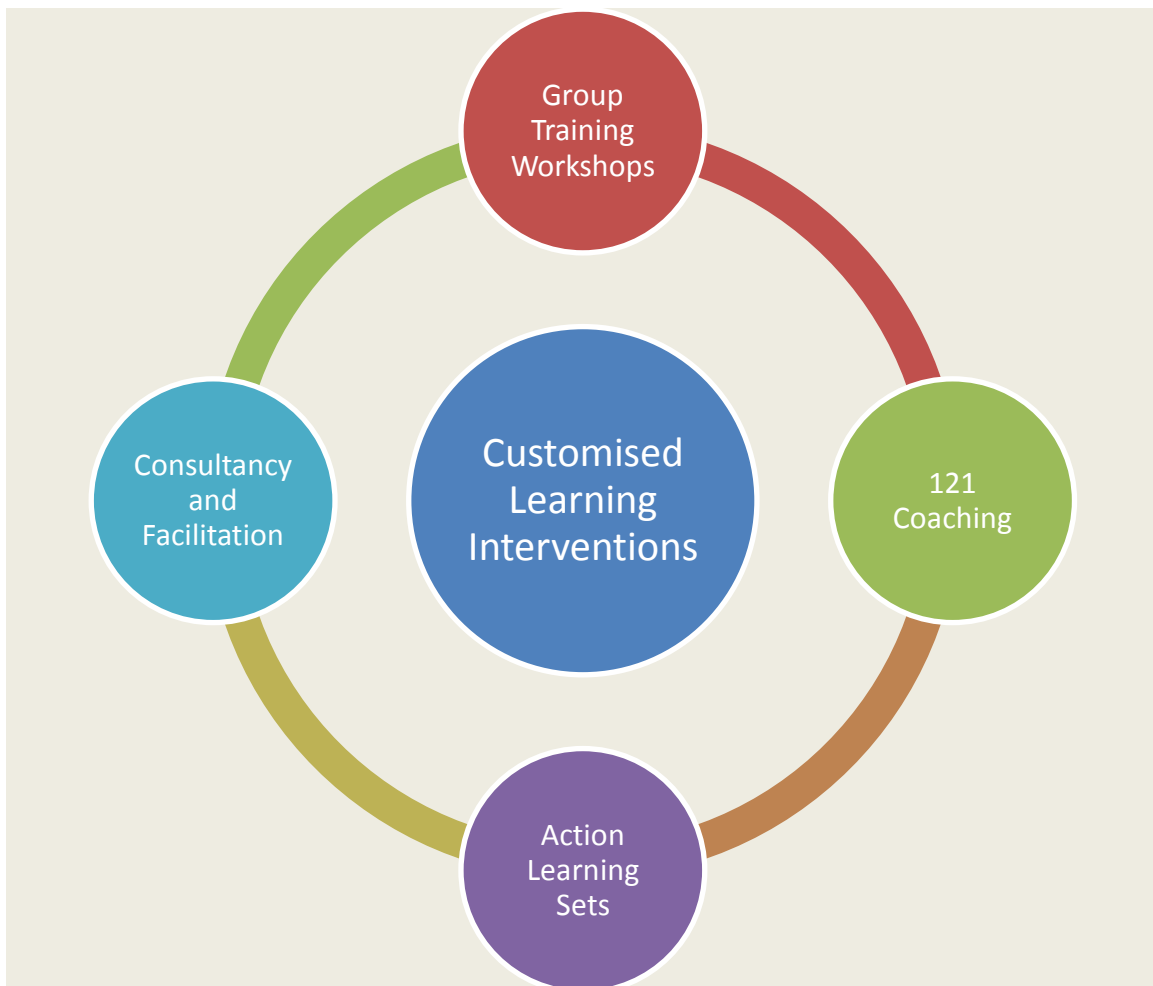 Group
Training
Workshops
Consultancy
and
Facilitation
Customised
Learning
Interventions
121
Coaching
Action
Learning
Sets